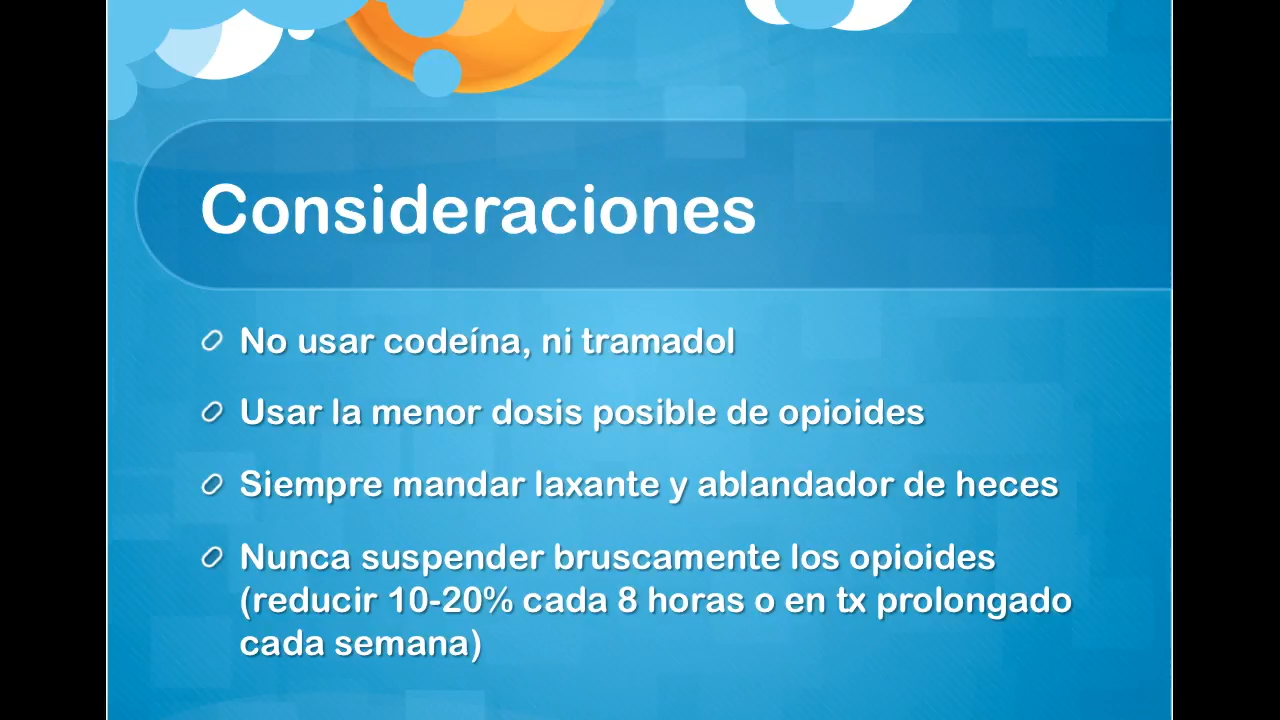 Consideraciones
No usar codeína, ni tramadol
Usar la menor dosis posible de opioides
Siempre mandar laxante y ablandador de heces
Nunca suspender bruscamente los opioides
(reducir 10-20% cada 8 horas o en tx prolongado
cada semana)